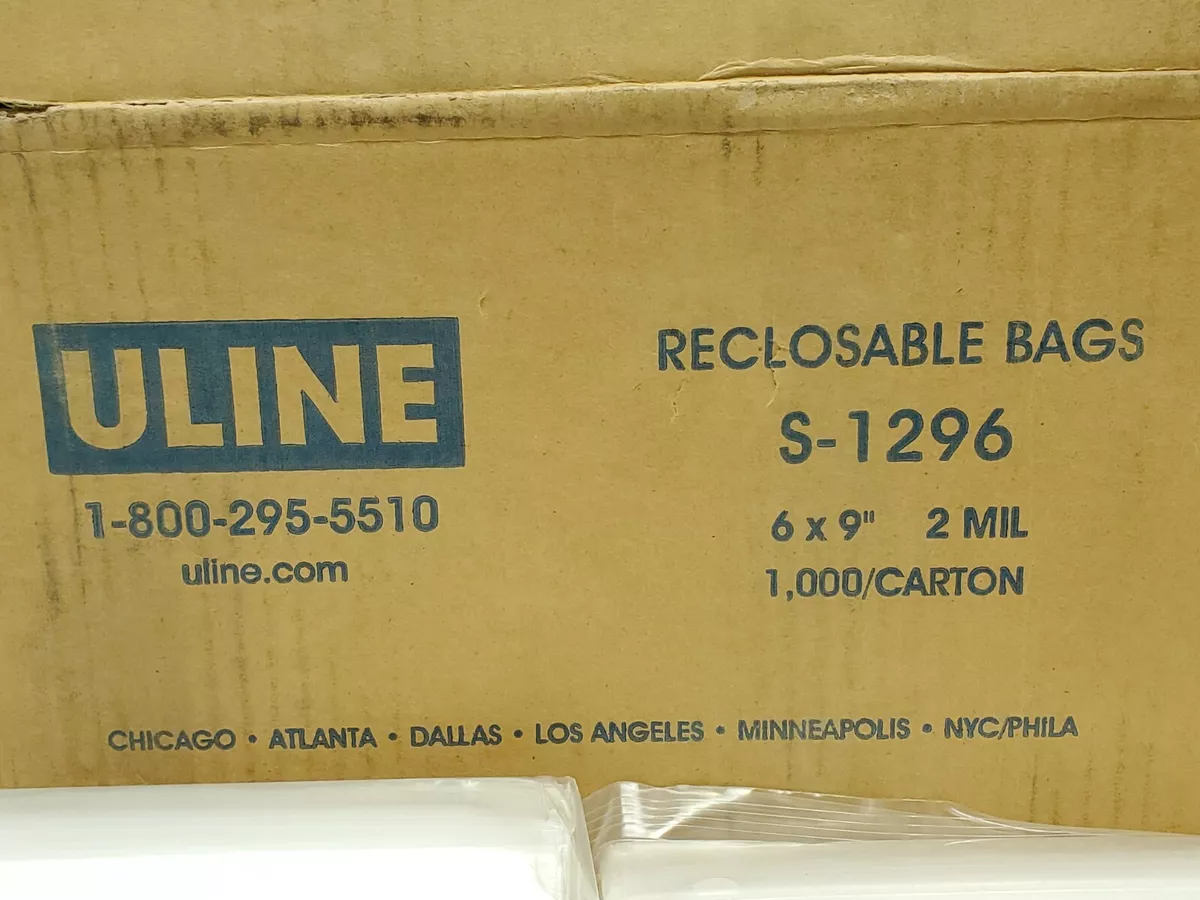 ULINE
1-800-295-5510
uline.com
RECLOSABLE BAGS
S-1296
6 x 9" 2 MIL
1,000/CARTON
CHICAGO • ATLANTA • DALLAS • LOS ANGELES • MINNEAPOLIS • NYC/PHILA